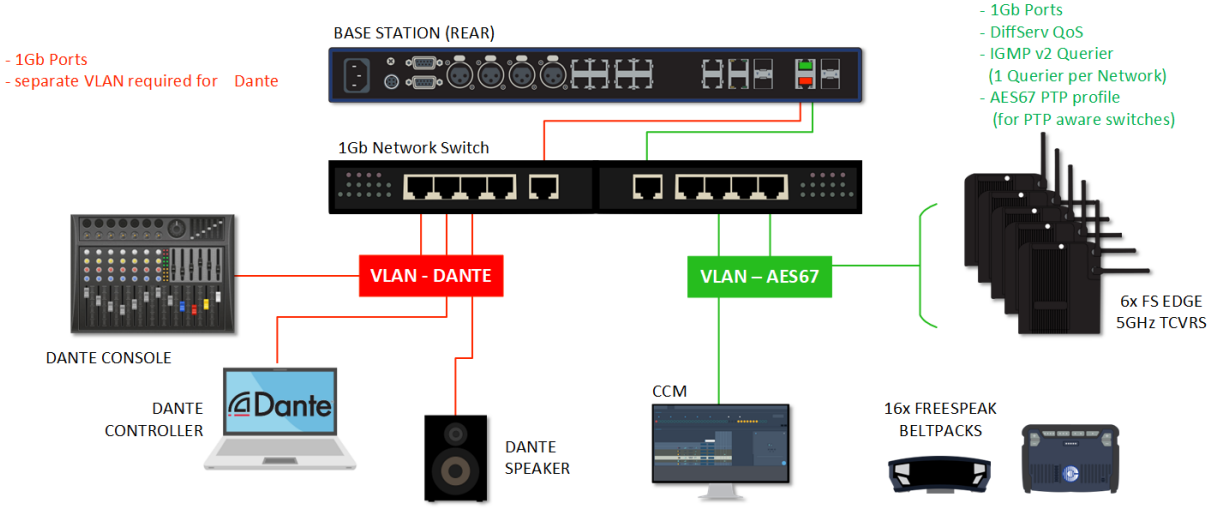 - 1Gb Ports
- DiffServ QoS
- IGMP v2 Querier
(1 Querier per Network)
- AES67 PTP profile
(for PTP aware switches)
BASE STATION (REAR)
- 1Gb Ports
- separate VLAN required for Dante
1Gb Network Switch
VLAN - DANTE
VLAN – AES67
6x FS EDGE
5GHz TCVRS
DANTE CONSOLE
Dante
DANTE
CONTROLLER
DANTE
SPEAKER
CCM
16x FREESPEAK
BELTPACKS